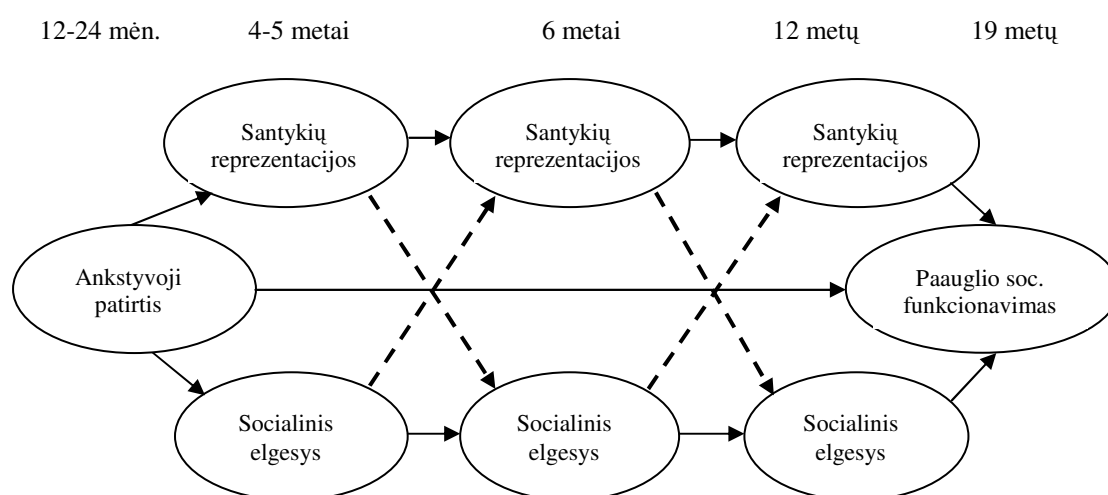 12-24 mėn. 4-5 metai 6 metai 12 metų 19 metų
Santykių
reprezentacijos
Santykių
reprezentacijos
Santykių
reprezentacijos
Ankstyvoji
patirtis
Paauglio soc.
funkcionavimas
Socialinis
elgesys
Socialinis
elgesys
Socialinis
elgesys